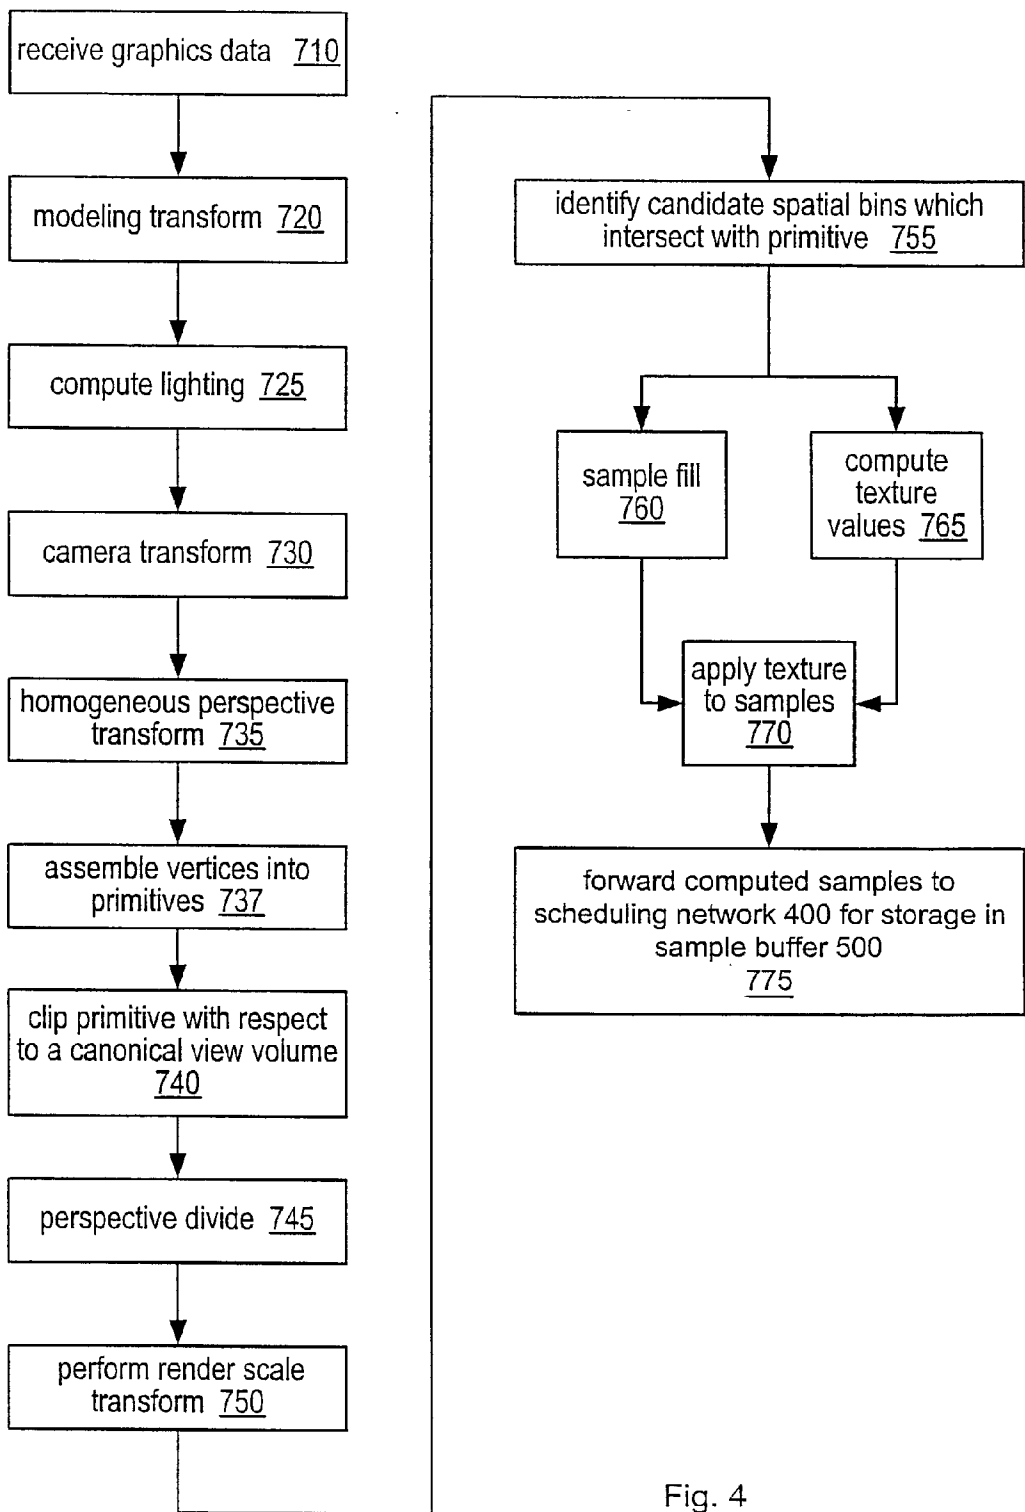 receive graphics data 710
modeling transform 720
compute lighting 725
camera transform 730
homogeneous perspective
transform 735
assemble vertices into
primitives 737
clip primitive with respect
to a canonical view volume
740
perspective divide 745
perform render scale
transform 750
identify candidate spatial bins which
intersect with primitive 755
sample fill
760
compute
texture
values 765
apply texture
to samples
770
forward computed samples to
scheduling network 400 for storage in
sample buffer 500
775
Fig. 4